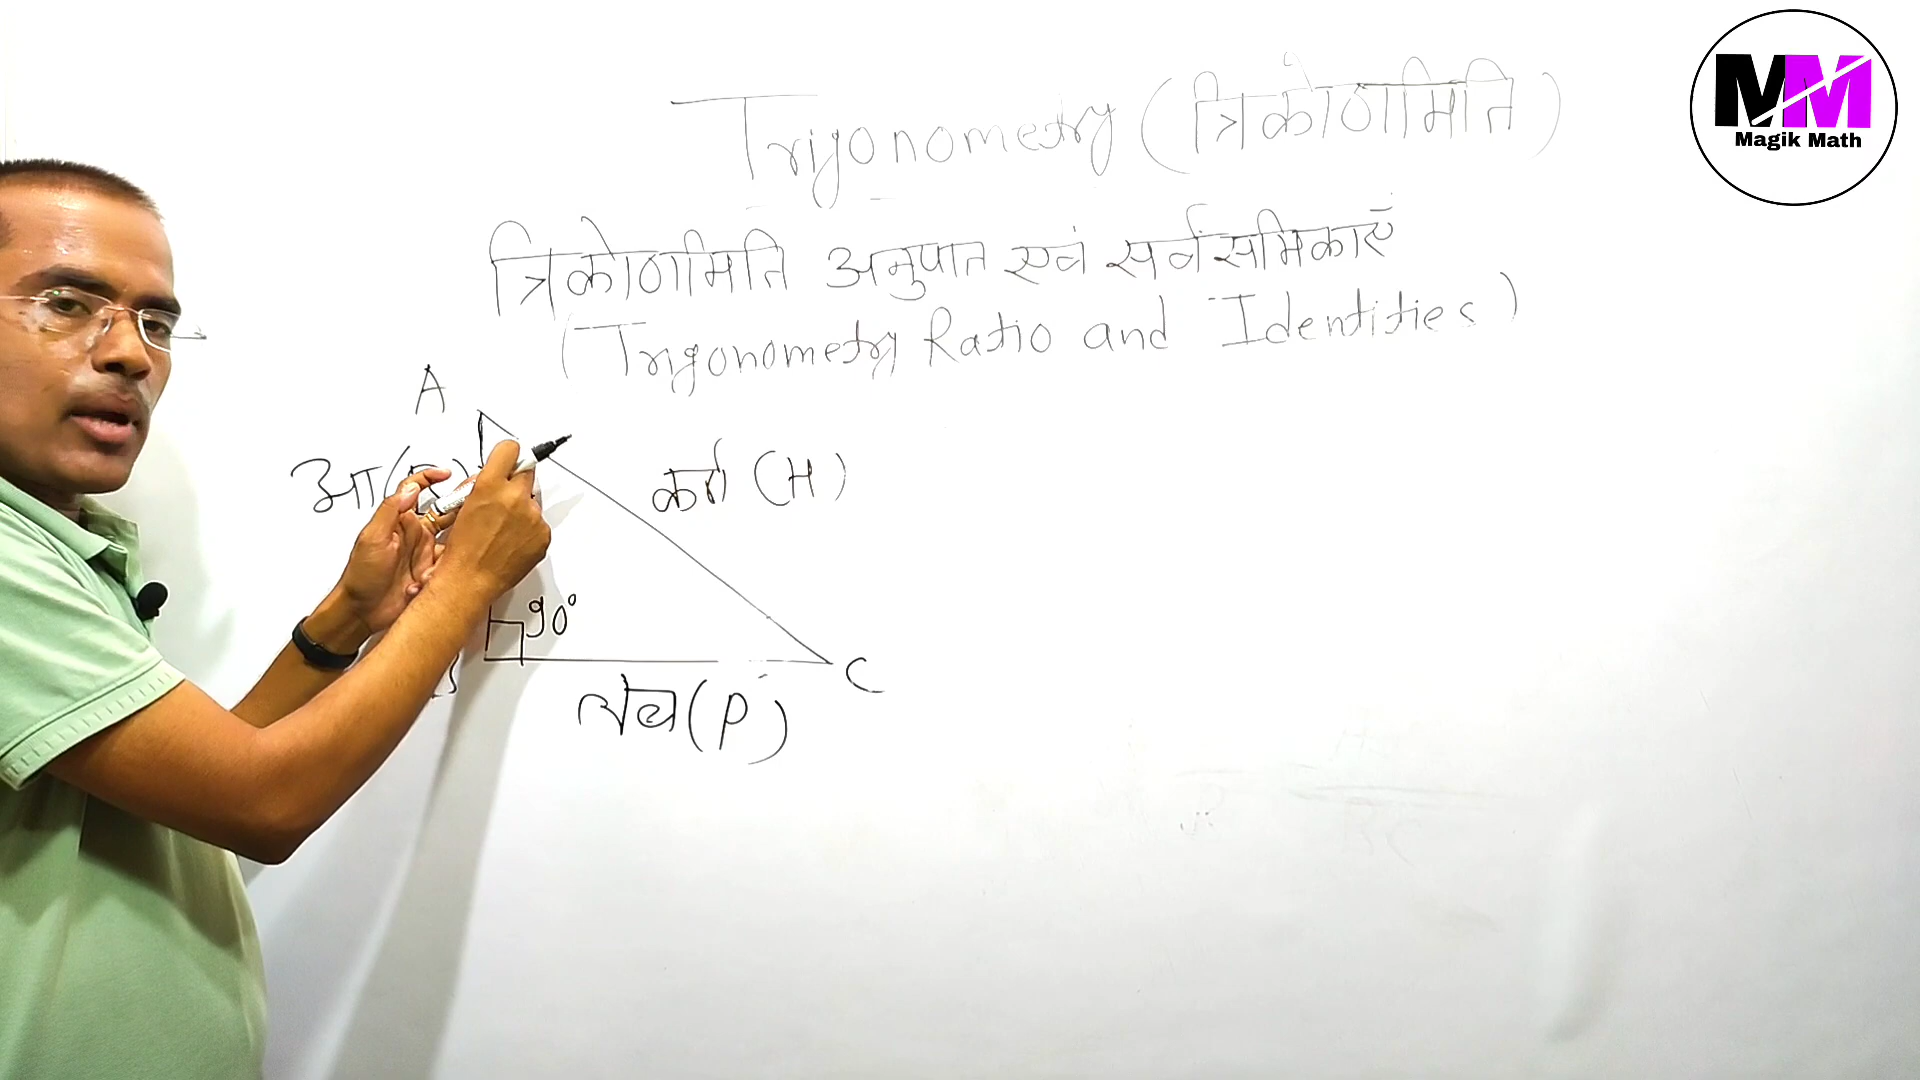 MM
Magik Math
Trigonometry (त्रिकोणमिति)
त्रिकोणमिति अनुपात एवं सर्वसमिकाएँ
(Trigonometry Ratio and Identities)
A
आ (
कर्ण (H)
90°
C
लंब (P)